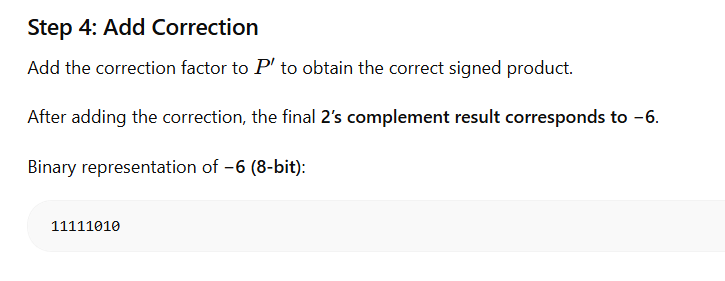 Step 4: Add Correction
Add the correction factor to P′ to obtain the correct signed product.
After adding the correction, the final 2’s complement result corresponds to −6.
Binary representation of −6 (8-bit):
11111010